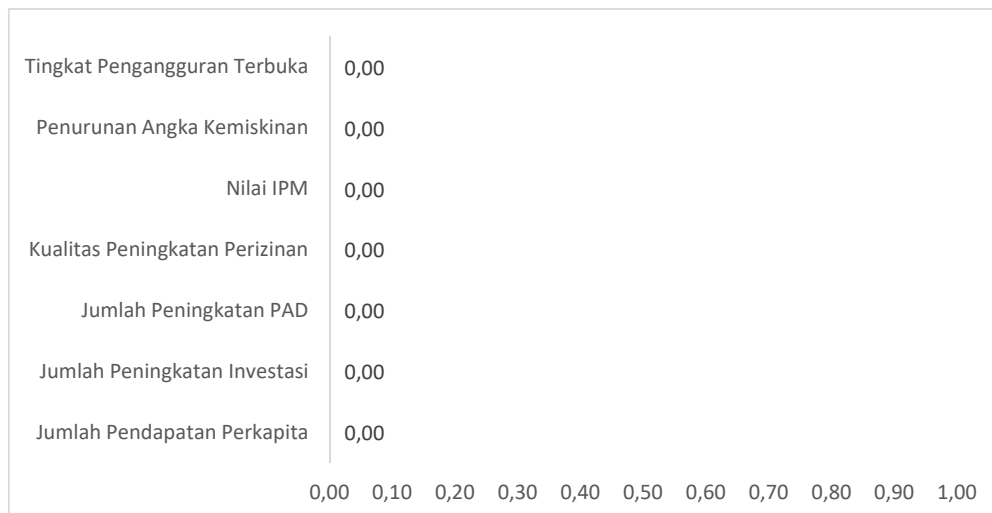 Tingkat Pengangguran Terbuka 0,00
Penurunan Angka Kemiskinan 0,00
Nilai IPM 0,00
Kualitas Peningkatan Perizinan 0,00
Jumlah Peningkatan PAD 0,00
Jumlah Peningkatan Investasi 0,00
Jumlah Pendapatan Perkapita 0,00
0,00 0,10 0,20 0,30 0,40 0,50 0,60 0,70 0,80 0,90 1,00